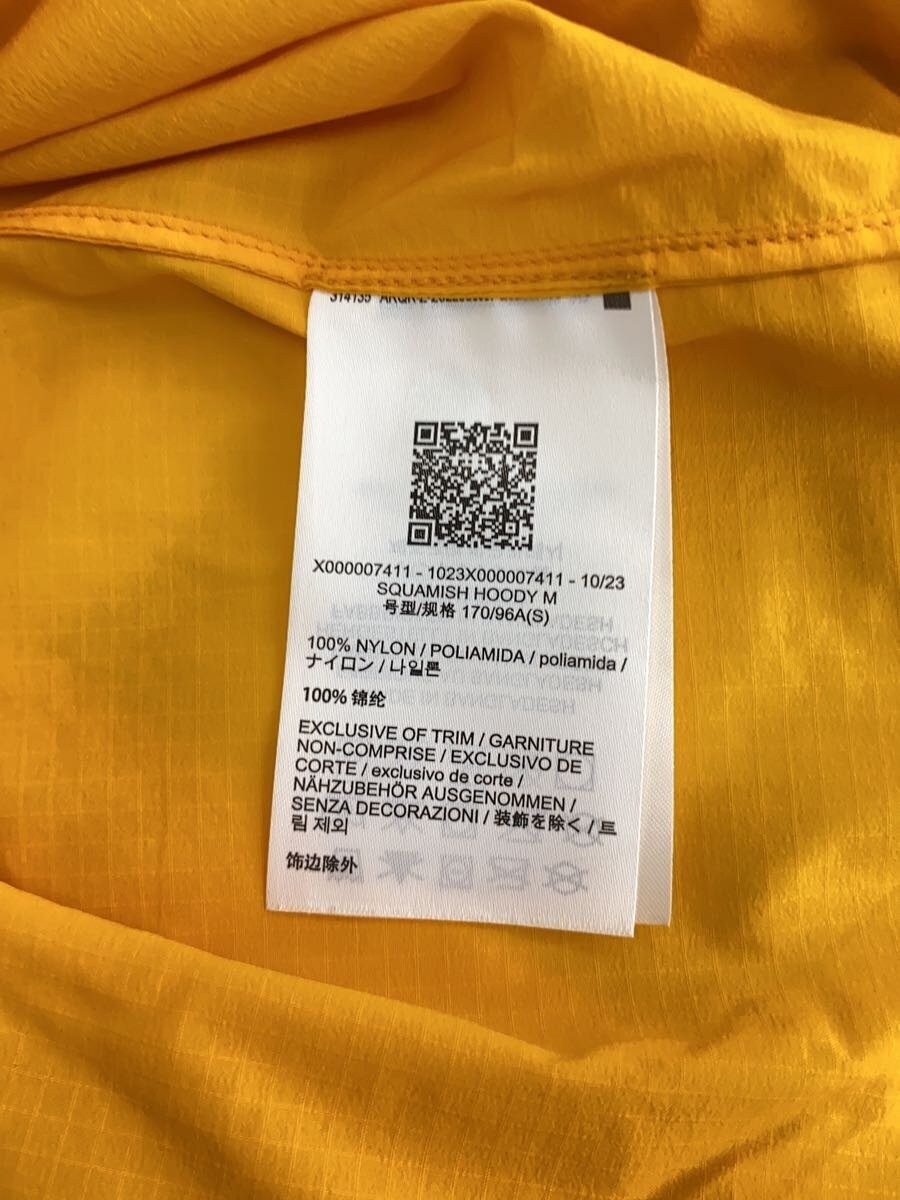 314135
X000007411 - 1023X000007411 - 10/23
SQUAMISH HOODY M
号型/规格 170/96A(S)
100% NYLON / POLIAMIDA / poliamida /
ナイロン / 나일론
100% 锦纶
EXCLUSIVE OF TRIM / GARNITURE
NON-COMPRISE / EXCLUSIVO DE
CORTE / exclusivo de corte /
NÄHZUBEHÖR AUSGENOMMEN /
SENZA DECORAZIONI / 装飾を除く / 트
림 제외
饰边除外